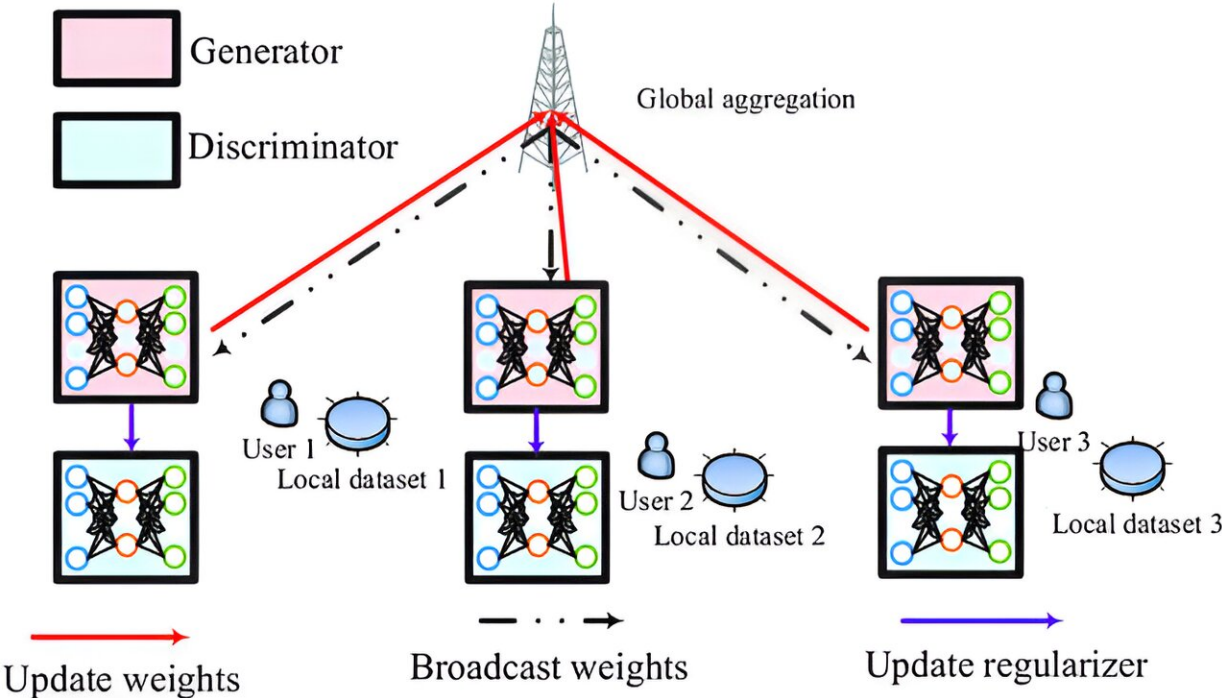 Generator
Global aggregation
Discriminator
User 1
Local dataset 1
User 2
Local dataset 2
User 3
Local dataset 3
Update weights
Broadcast weights
Update regularizer